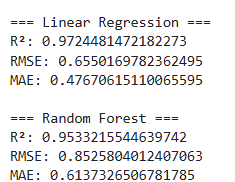 === Linear Regression ===
R²: 0.9724481472182273
RMSE: 0.6550169782362495
MAE: 0.47670615110065595
=== Random Forest ===
R²: 0.9533215544639742
RMSE: 0.8525804012407063
MAE: 0.6137326506781785